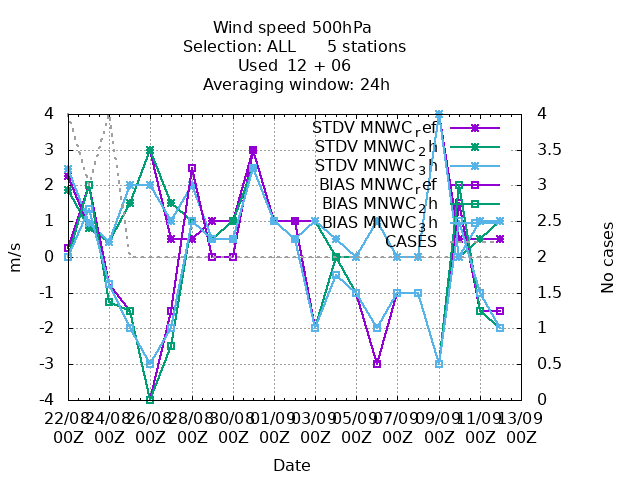 Wind speed 500hPa
Selection: ALL 5 stations
Used 12 + 06
Averaging window: 24h
STDV MNWC_ref
STDV MNWC_2h
STDV MNWC_3h
BIAS MNWC_ref
BIAS MNWC_2h
BIAS MNWC_3h
CASES
4
3
2
1
0
-1
-2
-3
-4
m/s
4
3.5
3
2.5
2
1.5
1
0.5
0
No cases
22/08 24/08 26/08 28/08 30/08 01/09 03/09 05/09 07/09 09/09 11/09 13/09
00Z 00Z 00Z 00Z 00Z 00Z 00Z 00Z 00Z 00Z 00Z 00Z
Date